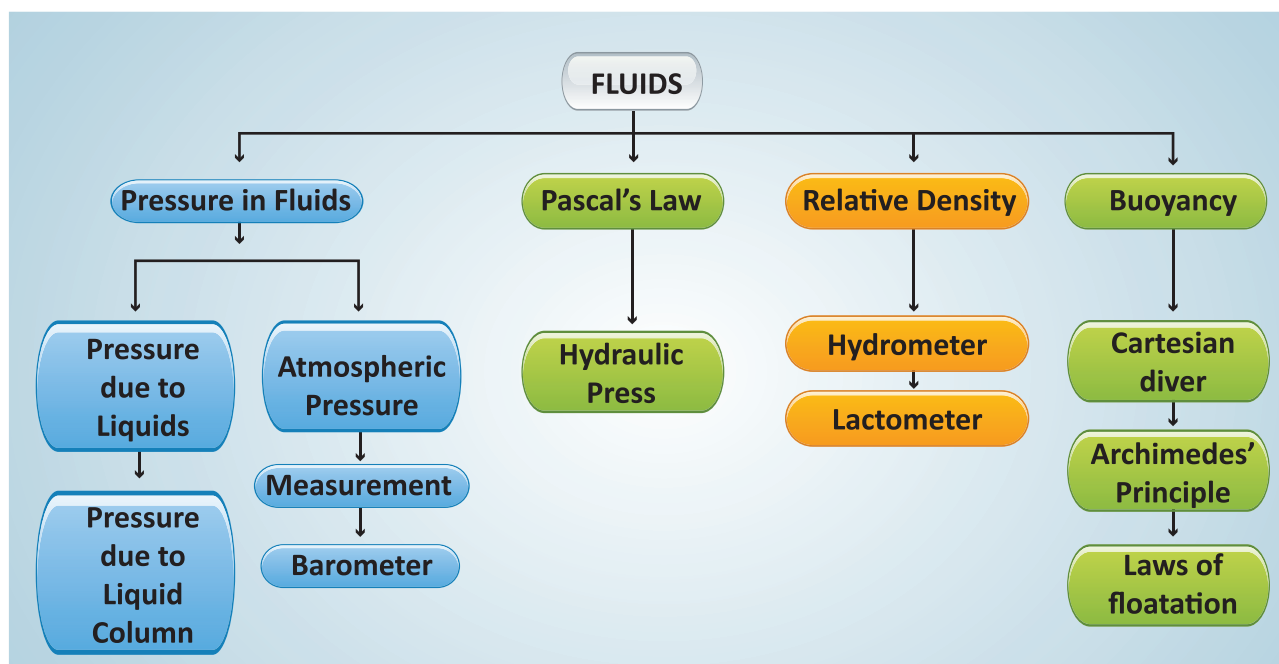 FLUIDS
Pressure in Fluids
Pascal's Law
Relative Density
Buoyancy
Pressure
due to
Liquids
Atmospheric
Pressure
Hydraulic
Press
Hydrometer
Cartesian
diver
Lactometer
Measurement
Archimedes'
Principle
Pressure
due to
Liquid
Column
Barometer
Laws of
floatation